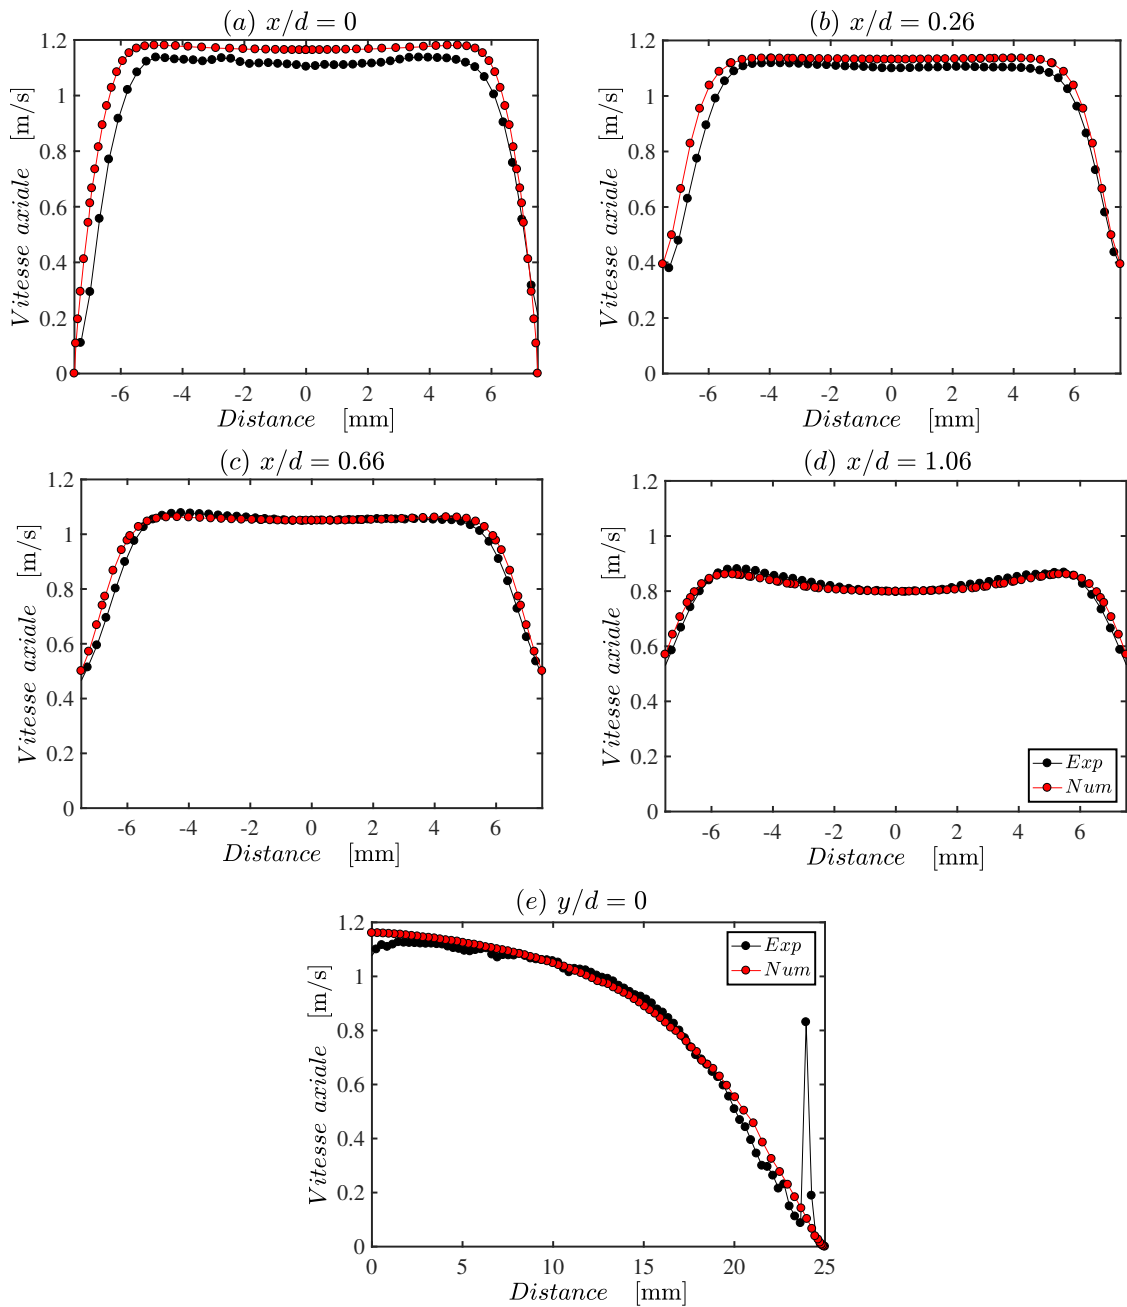 (a) x/d = 0
1.2
1
0.8
0.6
0.4
0.2
0
Vitesse axiale [m/s]
-6 -4 -2 0 2 4 6
Distance [mm]
(b) x/d = 0.26
1.2
1
0.8
0.6
0.4
0.2
0
Vitesse axiale [m/s]
-6 -4 -2 0 2 4 6
Distance [mm]
(c) x/d = 0.66
1.2
1
0.8
0.6
0.4
0.2
0
Vitesse axiale [m/s]
-6 -4 -2 0 2 4 6
Distance [mm]
(d) x/d = 1.06
1.2
1
0.8
0.6
0.4
0.2
0
Vitesse axiale [m/s]
Exp
Num
-6 -4 -2 0 2 4 6
Distance [mm]
(e) y/d = 0
1.2
1
0.8
0.6
0.4
0.2
0
Vitesse axiale [m/s]
Exp
Num
0 5 10 15 20 25
Distance [mm]